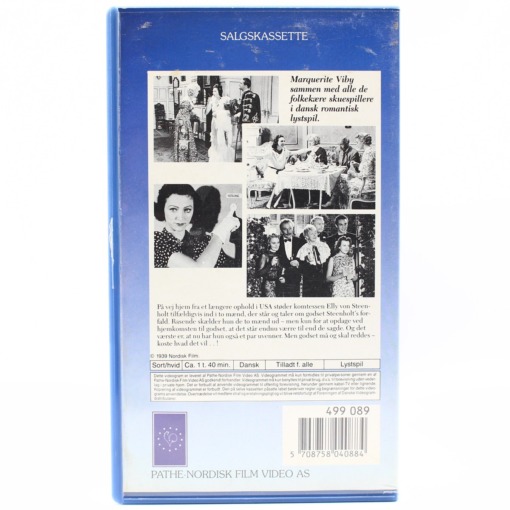 SALGSKASSETTE
Marguerite Viby
sammen med alle de
folkekære skuespillere
i dansk romantisk
lystspil.
På vej hjem fra et længere ophold i USA støder komtessen Elly von Steen-
holt tilfældigvis ind i to mænd, der står og taler om godset Steenholt's for-
fald. Rasende skælder hun de to mænd ud – men kun for at opdage ved
hjemkomsten til godset, at det står endnu værre til end de sagde. Og det
værste er at nu har hun også et par uvenner. Men godset må og skal reddes –
koste hvad det vil . . !
© 1939 Nordisk Film
Sort/hvid Ca. 1 t. 40 min. Dansk Tilladt f. alle Lystspil
499 089
5 708758 040884
PATHE-NORDISK FILM VIDEO AS